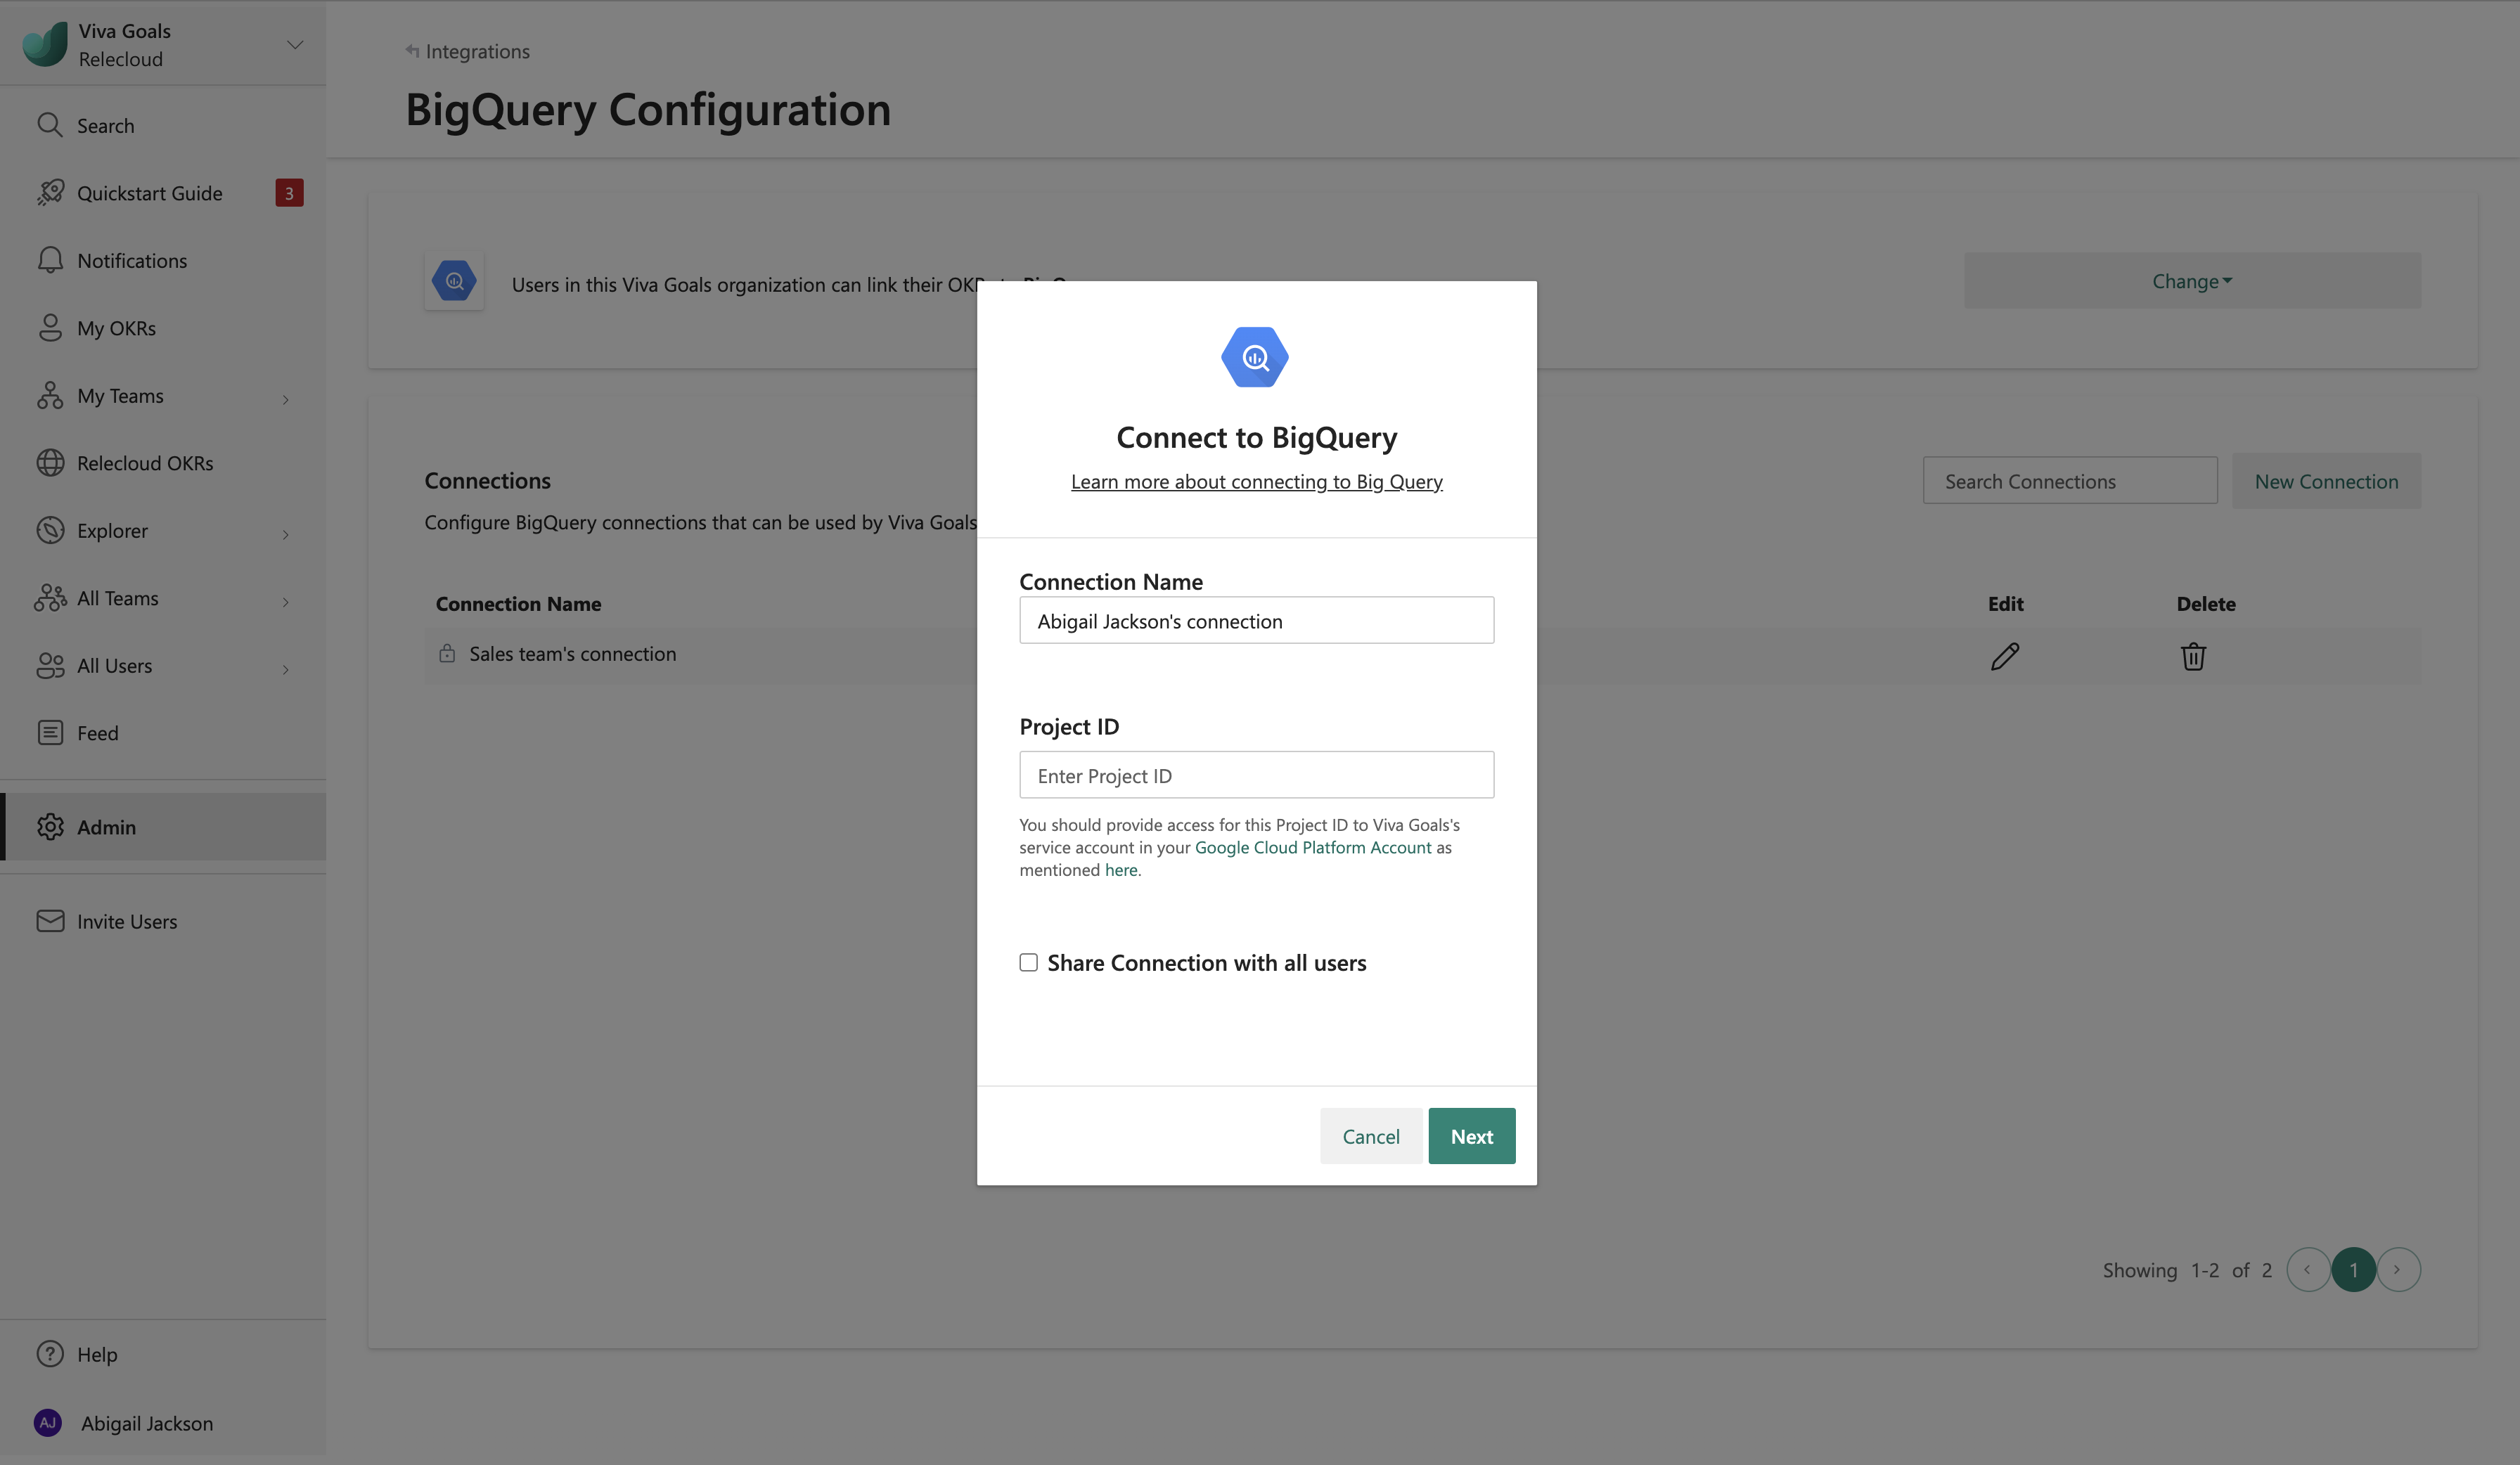 Viva Goals
Relecloud
Search
Quickstart Guide
3
Notifications
My OKRs
My Teams
Relecloud OKRs
Explorer
All Teams
All Users
Feed
Admin
Invite Users
Help
AJ
Abigail Jackson
Integrations
BigQuery Configuration
Users in this Viva Goals organization can link their
Change
Connections
Configure BigQuery connections that can be used by Viva Goals
Search Connections
New Connection
Connection Name
Edit
Delete
Sales team's connection
Showing 1-2 of 2
1
Connect to BigQuery
Learn more about connecting to Big Query
Connection Name
Abigail Jackson's connection
Project ID
Enter Project ID
You should provide access for this Project ID to Viva Goals's
service account in your Google Cloud Platform Account as
mentioned here.
Share Connection with all users
Cancel
Next